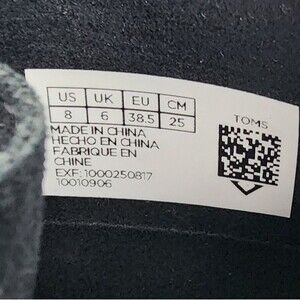 US UK EU CM
8 6 38.5 25
TOMS
MADE IN CHINA
HECHO EN CHINA
FABRIQUE EN
CHINE
EXF: 1000250817
10010906